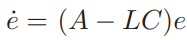 ė = (A − LC)e